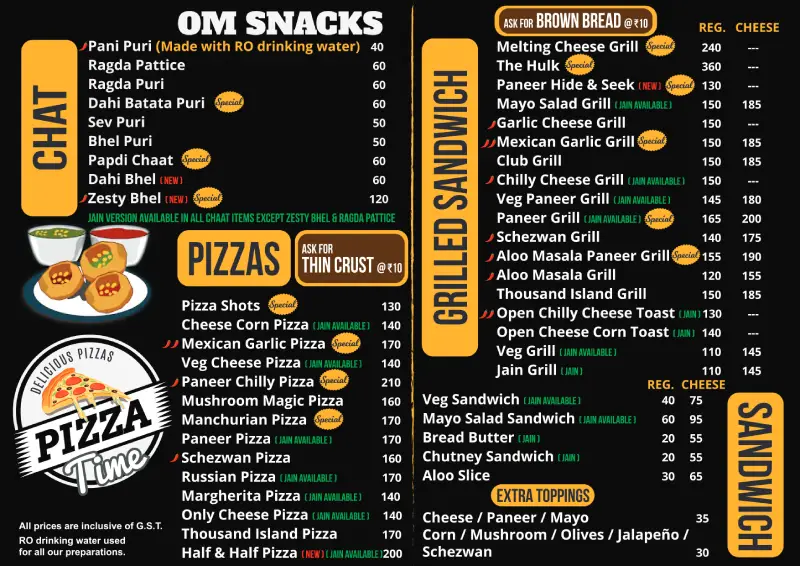 OM SNACKS
CHAT
Pani Puri (Made with RO drinking water) 40
Ragda Pattice 60
Ragda Puri 60
Dahi Batata Puri Special 60
Sev Puri 50
Bhel Puri 50
Papdi Chaat Special 60
Dahi Bhel (NEW) 60
Zesty Bhel (NEW) Special 120
JAIN VERSION AVAILABLE IN ALL CHAAT ITEMS EXCEPT ZESTY BHEL & RAGDA PATTICE
PIZZAS
ASK FOR
THIN CRUST @ ₹10
Pizza Shots Special 130
Cheese Corn Pizza (JAIN AVAILABLE) 140
Mexican Garlic Pizza Special 170
Veg Cheese Pizza (JAIN AVAILABLE) 140
Paneer Chilly Pizza Special 210
Mushroom Magic Pizza 160
Manchurian Pizza Special 170
Paneer Pizza (JAIN AVAILABLE) 170
Schezwan Pizza 160
Russian Pizza (JAIN AVAILABLE) 170
Margherita Pizza (JAIN AVAILABLE) 140
Only Cheese Pizza (JAIN AVAILABLE) 140
Thousand Island Pizza 170
Half & Half Pizza (NEW) (JAIN AVAILABLE) 200
DELICIOUS PIZZAS
PIZZA
Time
All prices are inclusive of G.S.T.
RO drinking water used
for all our preparations.
ASK FOR BROWN BREAD @ ₹10
REG. CHEESE
GRILLED SANDWICH
Melting Cheese Grill Special 240 ---
The Hulk Special 360 ---
Paneer Hide & Seek (NEW) Special 130 ---
Mayo Salad Grill (JAIN AVAILABLE) 150 185
Garlic Cheese Grill 150 ---
Mexican Garlic Grill Special 150 185
Club Grill 150 185
Chilly Cheese Grill (JAIN AVAILABLE) 150 ---
Veg Paneer Grill (JAIN AVAILABLE) 145 180
Paneer Grill (JAIN AVAILABLE) Special 165 200
Schezwan Grill 140 175
Aloo Masala Paneer Grill Special 155 190
Aloo Masala Grill 120 155
Thousand Island Grill 150 185
Open Chilly Cheese Toast (JAIN) 130 ---
Open Cheese Corn Toast (JAIN) 140 ---
Veg Grill (JAIN AVAILABLE) 110 145
Jain Grill (JAIN) 110 145
REG. CHEESE
SANDWICH
Veg Sandwich (JAIN AVAILABLE) 40 75
Mayo Salad Sandwich (JAIN AVAILABLE) 60 95
Bread Butter (JAIN) 20 55
Chutney Sandwich (JAIN) 20 55
Aloo Slice 30 65
EXTRA TOPPINGS
Cheese / Paneer / Mayo 35
Corn / Mushroom / Olives / Jalapeño /
Schezwan 30